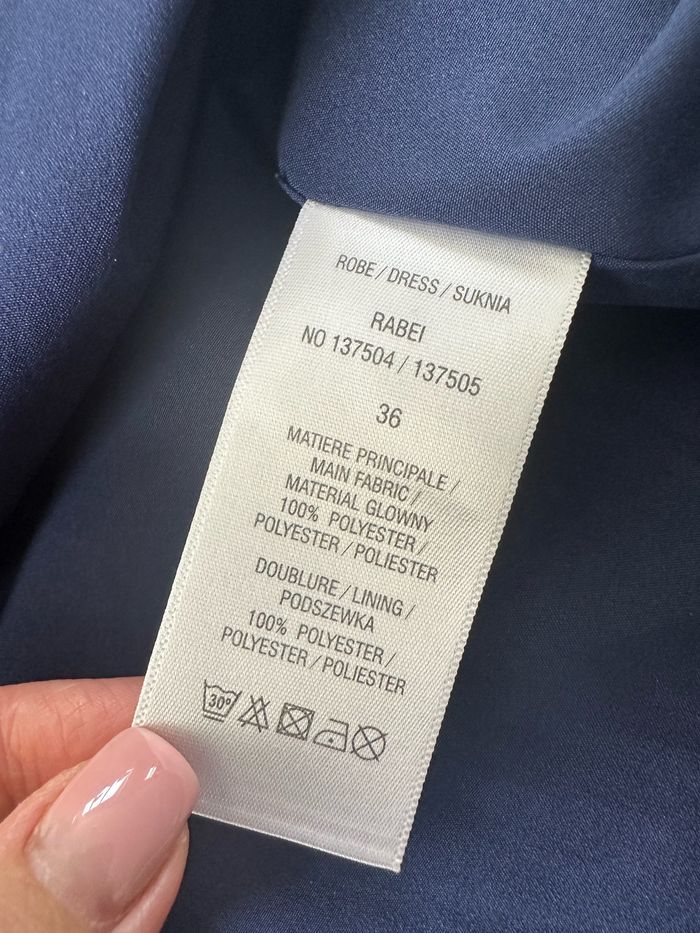 ROBE / DRESS / SUKNIA
RABEI
NO 137504 / 137505
36
MATIERE PRINCIPALE /
MAIN FABRIC /
MATERIAL GLOWNY
100% POLYESTER /
POLYESTER / POLIESTER
DOUBLURE / LINING /
PODSZEWKA
100% POLYESTER /
POLYESTER / POLIESTER
30°